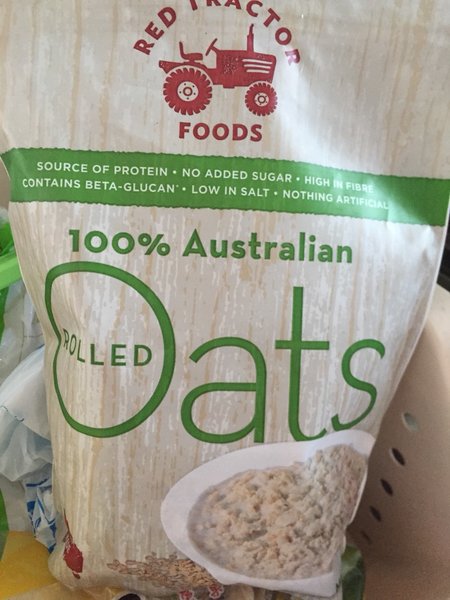 RED TRACTOR
FOODS
SOURCE OF PROTEIN • NO ADDED SUGAR • HIGH IN FIBRE
CONTAINS BETA-GLUCAN* • LOW IN SALT • NOTHING ARTIFICIAL
100% Australian
ROLLED
Oats